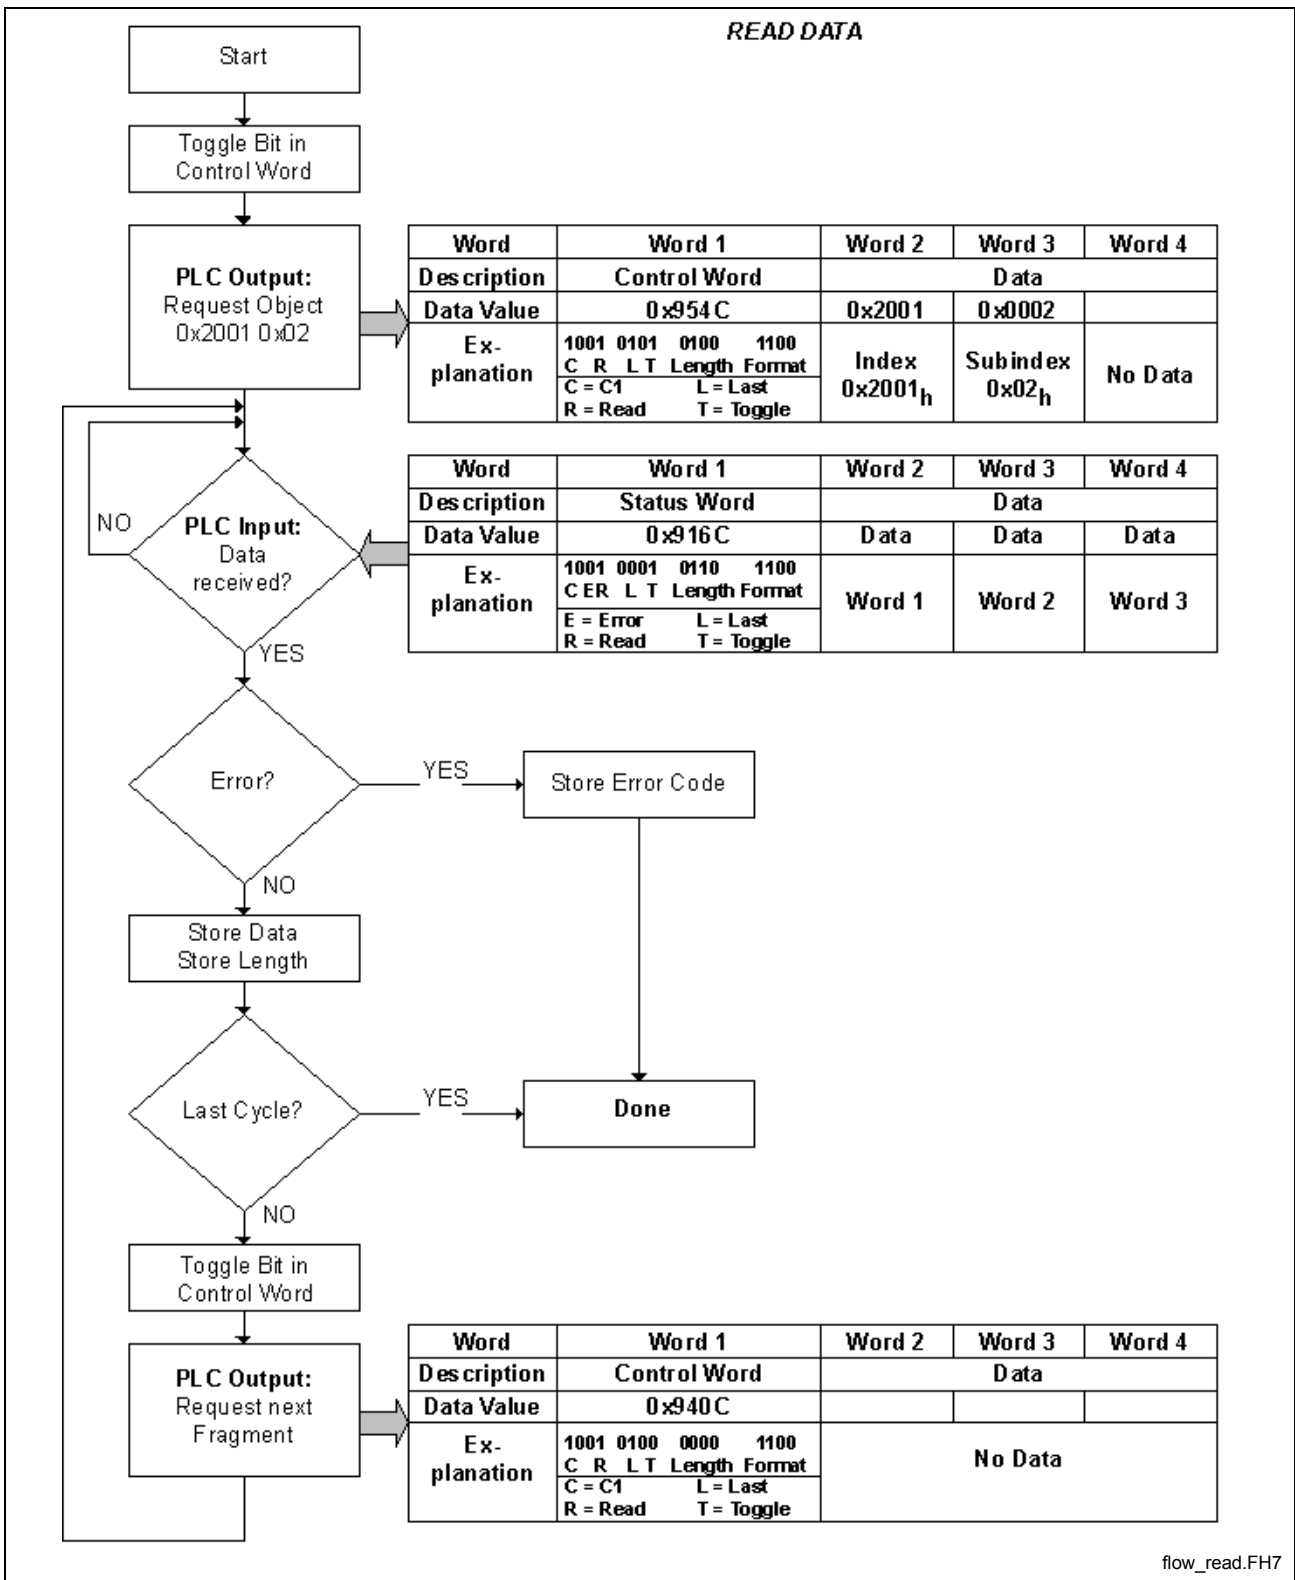 READ DATA
Start
Toggle Bit in
Control Word
PLC Output:
Request Object
0x2001 0x02
Word Word 1 Word 2 Word 3 Word 4
Description Control Word Data
Data Value 0x954C 0x2001 0x0002
Ex-
planation
1001 0101 0100 1100
C R L T Length Format
C = C1 L = Last
R = Read T = Toggle
Index
0x2001h
Subindex
0x02h
No Data
NO
PLC Input:
Data
received?
YES
Word Word 1 Word 2 Word 3 Word 4
Description Status Word Data
Data Value 0x916C Data Data Data
Ex-
planation
1001 0001 0110 1100
C ER L T Length Format
E = Error L = Last
R = Read T = Toggle
Word 1 Word 2 Word 3
Error?
YES
Store Error Code
NO
Store Data
Store Length
Last Cycle?
YES
Done
NO
Toggle Bit in
Control Word
PLC Output:
Request next
Fragment
Word Word 1 Word 2 Word 3 Word 4
Description Control Word Data
Data Value 0x940C
Ex-
planation
1001 0100 0000 1100
C R L T Length Format
C = C1 L = Last
R = Read T = Toggle
No Data
flow_read.FH7